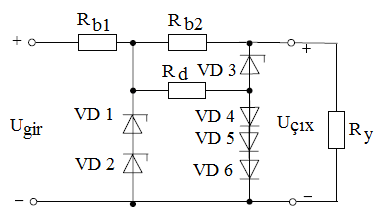 R b1
R b2
+
+
VD 3
R d
VD 1
VD 4
U gir
VD 5
U çıx
R y
VD 2
VD 6
−
−